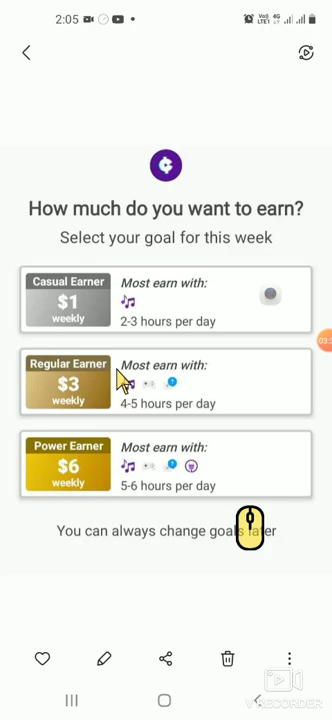 2:05
How much do you want to earn?
Select your goal for this week
Casual Earner
$1
weekly
Most earn with:
2-3 hours per day
Regular Earner
$3
weekly
Most earn with:
4-5 hours per day
Power Earner
$6
weekly
Most earn with:
5-6 hours per day
You can always change goals later
V RECORDER